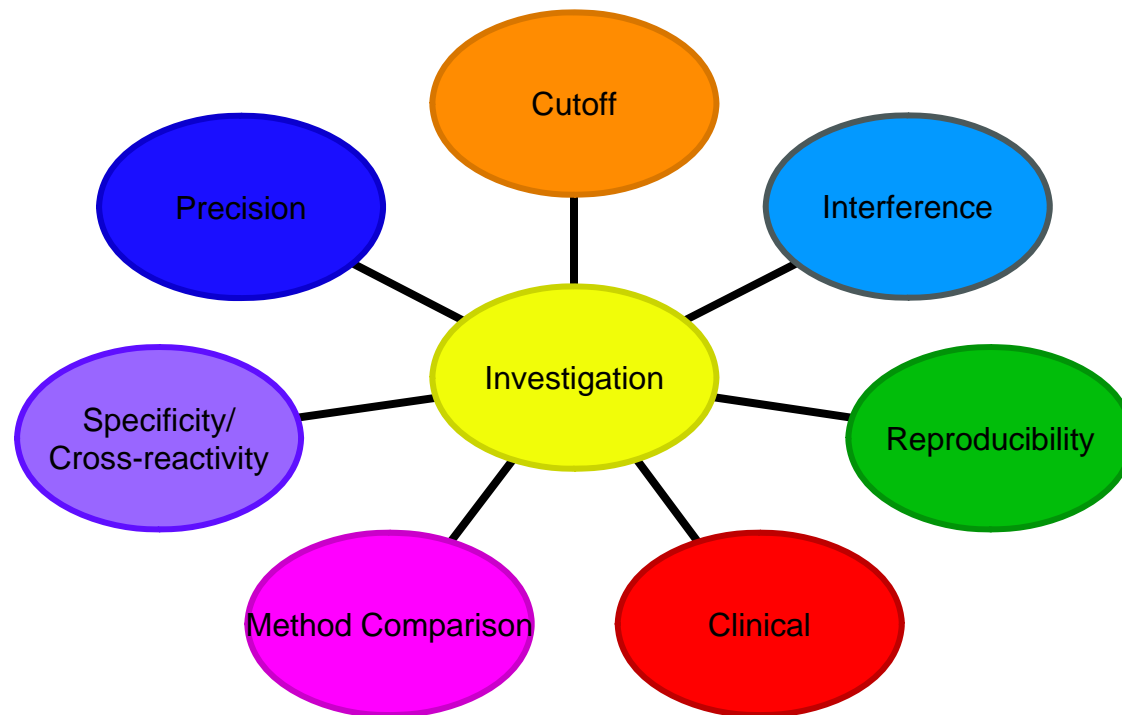 Cutoff
Precision
Interference
Investigation
Specificity/
Cross-reactivity
Reproducibility
Method Comparison
Clinical